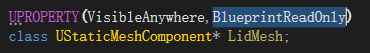 UPROPERTY(VisibleAnywhere,BlueprintReadOnly)
class UStaticMeshComponent* LidMesh;